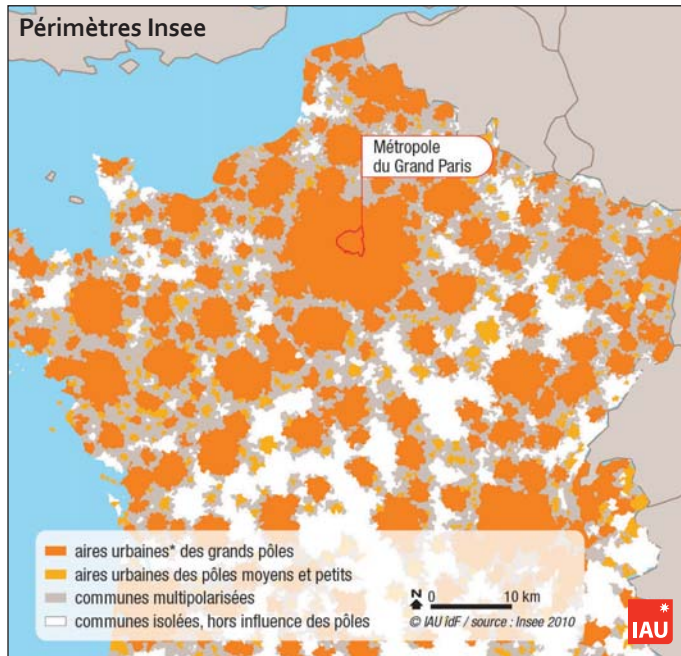 Périmètres Insee
Métropole
du Grand Paris
aires urbaines* des grands pôles
aires urbaines des pôles moyens et petits
communes multipolarisées
communes isolées, hors influence des pôles
N 0 10 km
© IAU îdF / source : Insee 2010
IAU